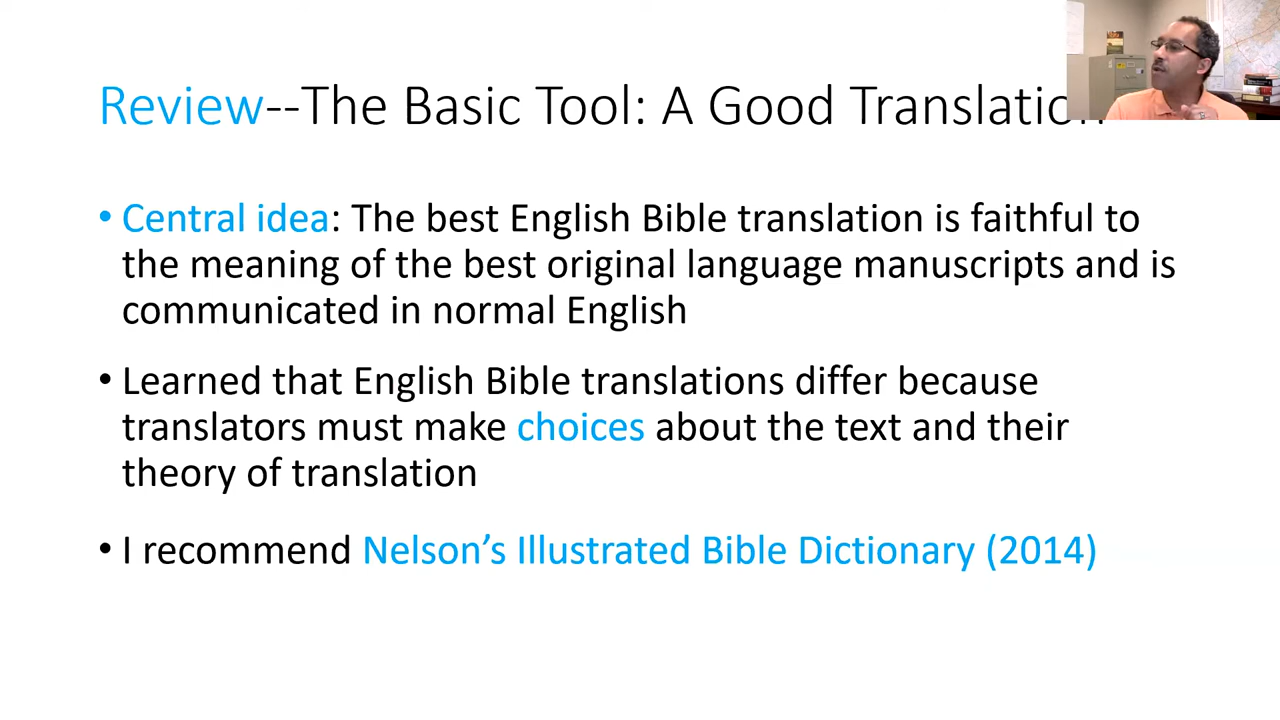 Review--The Basic Tool: A Good Translation
• Central idea: The best English Bible translation is faithful to
the meaning of the best original language manuscripts and is
communicated in normal English
• Learned that English Bible translations differ because
translators must make choices about the text and their
theory of translation
• I recommend Nelson’s Illustrated Bible Dictionary (2014)